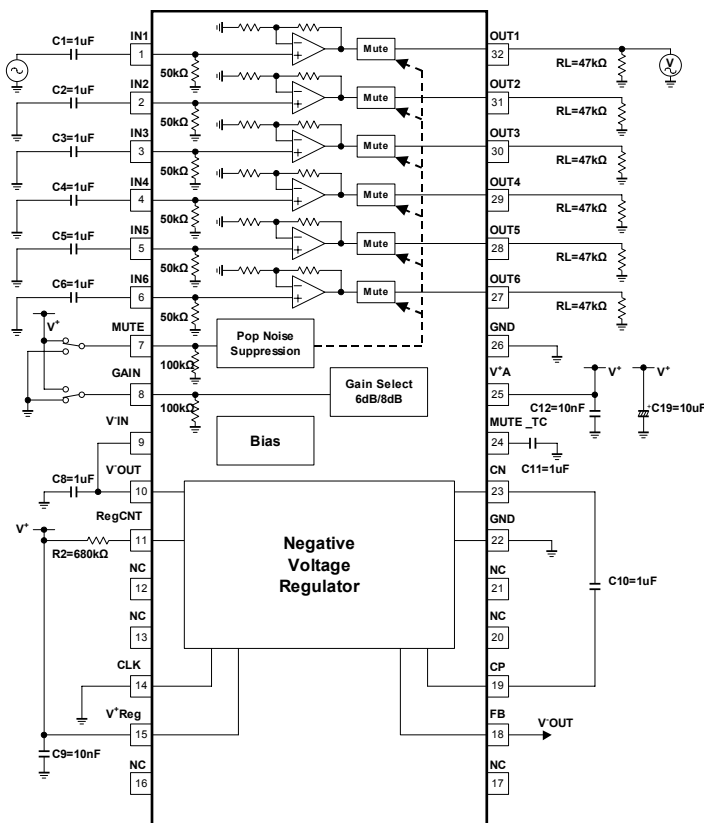 C1=1uF IN1 1 50kΩ Mute OUT1 32 RL=47kΩ V
C2=1uF IN2 2 50kΩ Mute OUT2 31 RL=47kΩ
C3=1uF IN3 3 50kΩ Mute OUT3 30 RL=47kΩ
C4=1uF IN4 4 50kΩ Mute OUT4 29 RL=47kΩ
C5=1uF IN5 5 50kΩ Mute OUT5 28 RL=47kΩ
C6=1uF IN6 6 50kΩ Mute OUT6 27 RL=47kΩ
V⁺ MUTE 7 100kΩ Pop Noise
Suppression
GND 26
GAIN 8 100kΩ Gain Select
6dB/8dB
V⁺A 25 V⁺ V⁺
C12=10nF +C19=10uF
V⁻IN 9 Bias MUTE _TC 24
C11=1uF
C8=1uF V⁻OUT 10 CN 23
V⁺ RegCNT 11 GND 22
R2=680kΩ
Negative
Voltage
Regulator
NC 12 NC 21
C10=1uF
NC 13 NC 20
CLK 14 CP 19
V⁺Reg 15 FB 18 V⁻OUT
C9=10nF
NC 16 NC 17